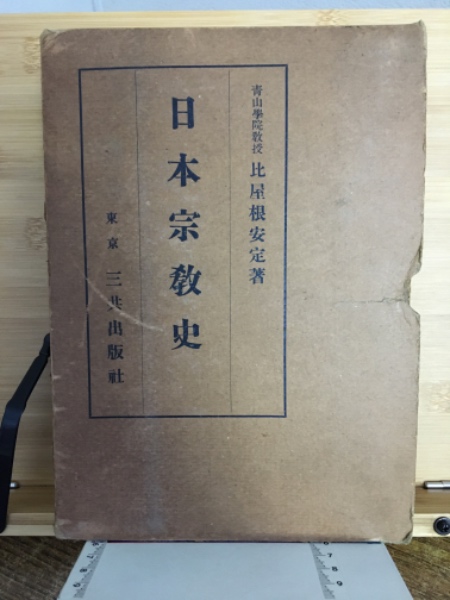 青山學院教授 比屋根安定著
日本宗教史
東京 三共出版社